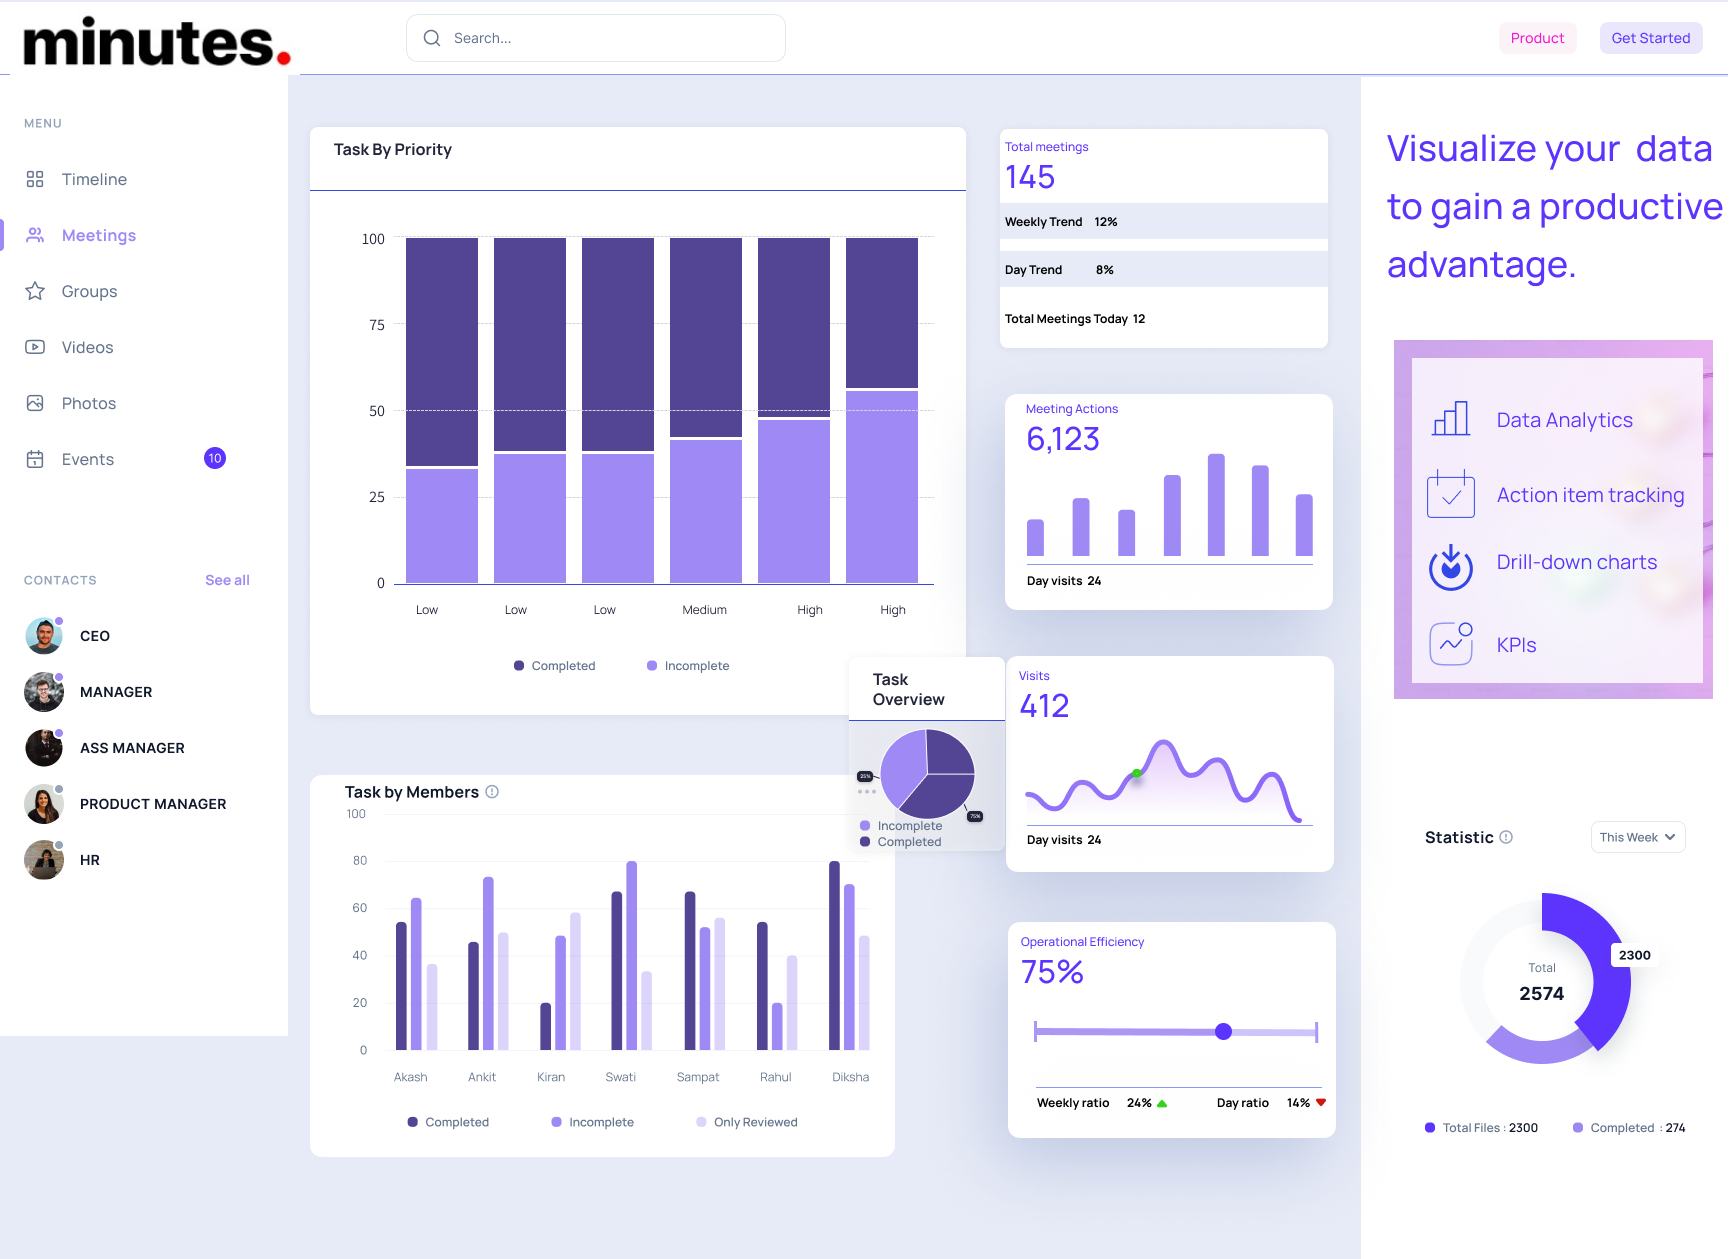 minutes.
Search...
Product
Get Started
MENU
Timeline
Meetings
Groups
Videos
Photos
Events
10
CONTACTS
See all
CEO
MANAGER
ASS MANAGER
PRODUCT MANAGER
HR
Task By Priority
100
75
50
25
0
Low
Low
Low
Medium
High
High
Completed
Incomplete
Task
Overview
25%
75%
Incomplete
Completed
Task by Members
100
80
60
40
20
0
Akash
Ankit
Kiran
Swati
Sampat
Rahul
Diksha
Completed
Incomplete
Only Reviewed
Total meetings
145
Weekly Trend 12%
Day Trend 8%
Total Meetings Today 12
Meeting Actions
6,123
Day visits 24
Visits
412
Day visits 24
Operational Efficiency
75%
Weekly ratio 24%
Day ratio 14%
Visualize your data
to gain a productive
advantage.
Data Analytics
Action item tracking
Drill-down charts
KPIs
Statistic
This Week
2300
Total
2574
Total Files : 2300
Completed : 274